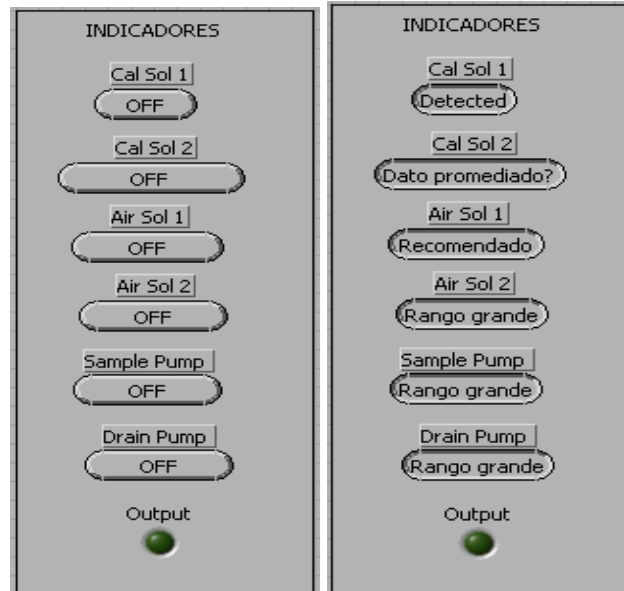 INDICADORES
Cal Sol 1
OFF
Cal Sol 2
OFF
Air Sol 1
OFF
Air Sol 2
OFF
Sample Pump
OFF
Drain Pump
OFF
Output
INDICADORES
Cal Sol 1
Detected
Cal Sol 2
Dato promediado?
Air Sol 1
Recomendado
Air Sol 2
Rango grande
Sample Pump
Rango grande
Drain Pump
Rango grande
Output